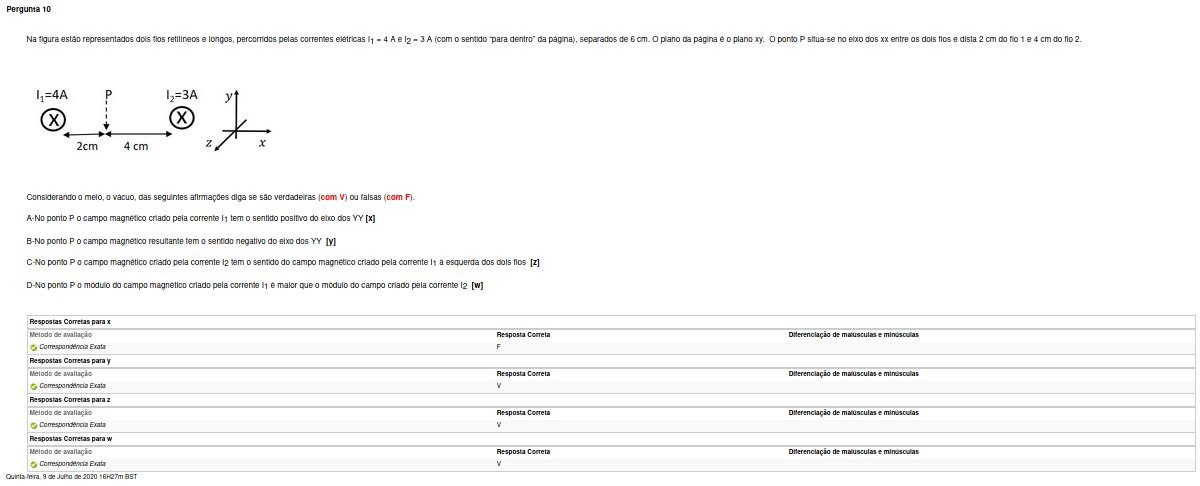 Pergunta 10
Na figura estão representados dois fios retilíneos e longos, percorridos pelas correntes elétricas I1 = 4 A e I2 = 3 A (com o sentido "para dentro" da página), separados de 6 cm. O plano da página é o plano xy. O ponto P situa-se no eixo dos xx entre os dois fios e dista 2 cm do fio 1 e 4 cm do fio 2.
I1=4A P I2=3A y
X X
2cm 4 cm z x
Considerando o meio, o vácuo, das seguintes afirmações diga se são verdadeiras (com V) ou falsas (com F).
A-No ponto P o campo magnético criado pela corrente I1 tem o sentido positivo do eixo dos YY [x]
B-No ponto P o campo magnético resultante tem o sentido negativo do eixo dos YY [y]
C-No ponto P o campo magnético criado pela corrente I2 tem o sentido do campo magnético criado pela corrente I1 à esquerda dos dois fios [z]
D-No ponto P o módulo do campo magnético criado pela corrente I1 é maior que o módulo do campo criado pela corrente I2 [w]
Respostas Corretas para x
Método de avaliação Resposta Correta Diferenciação de maiúsculas e minúsculas
Correspondência Exata F
Respostas Corretas para y
Método de avaliação Resposta Correta Diferenciação de maiúsculas e minúsculas
Correspondência Exata V
Respostas Corretas para z
Método de avaliação Resposta Correta Diferenciação de maiúsculas e minúsculas
Correspondência Exata V
Respostas Corretas para w
Método de avaliação Resposta Correta Diferenciação de maiúsculas e minúsculas
Correspondência Exata V
Quinta-feira, 9 de Julho de 2020 16H27m BST